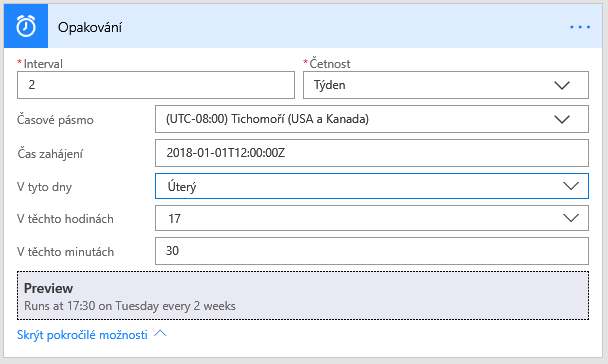 Opakování
*Interval
*Četnost
2
Týden
Časové pásmo
(UTC-08:00) Tichomoří (USA a Kanada)
Čas zahájení
2018-01-01T12:00:00Z
V tyto dny
Úterý
V těchto hodinách
17
V těchto minutách
30
Preview
Runs at 17:30 on Tuesday every 2 weeks
Skrýt pokročilé možnosti